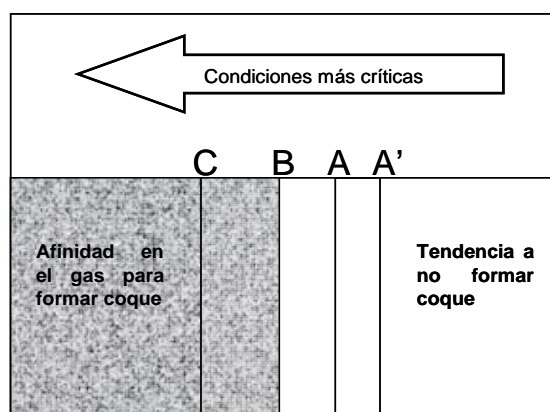 Condiciones más críticas
C B A A'
Afinidad en
el gas para
formar coque
Tendencia a
no formar
coque